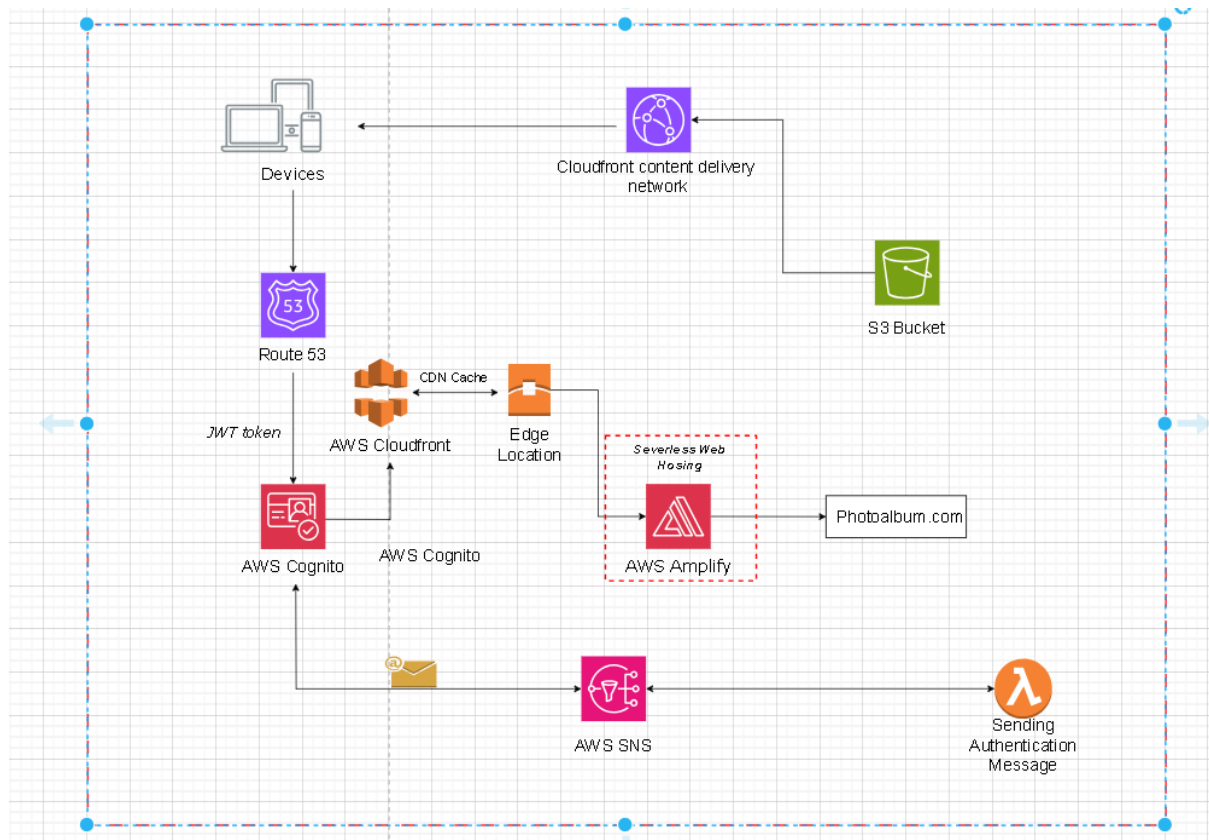 Devices
Cloudfront content delivery
network
S3 Bucket
53
Route 53
CDN Cache
JWT token
AWS Cloudfront
Edge
Location
Severless Web
Hosing
Photoalbum.com
AWS Cognito
AWS Cognito
AWS Amplify
@
AWS SNS
λ
Sending
Authentication
Message